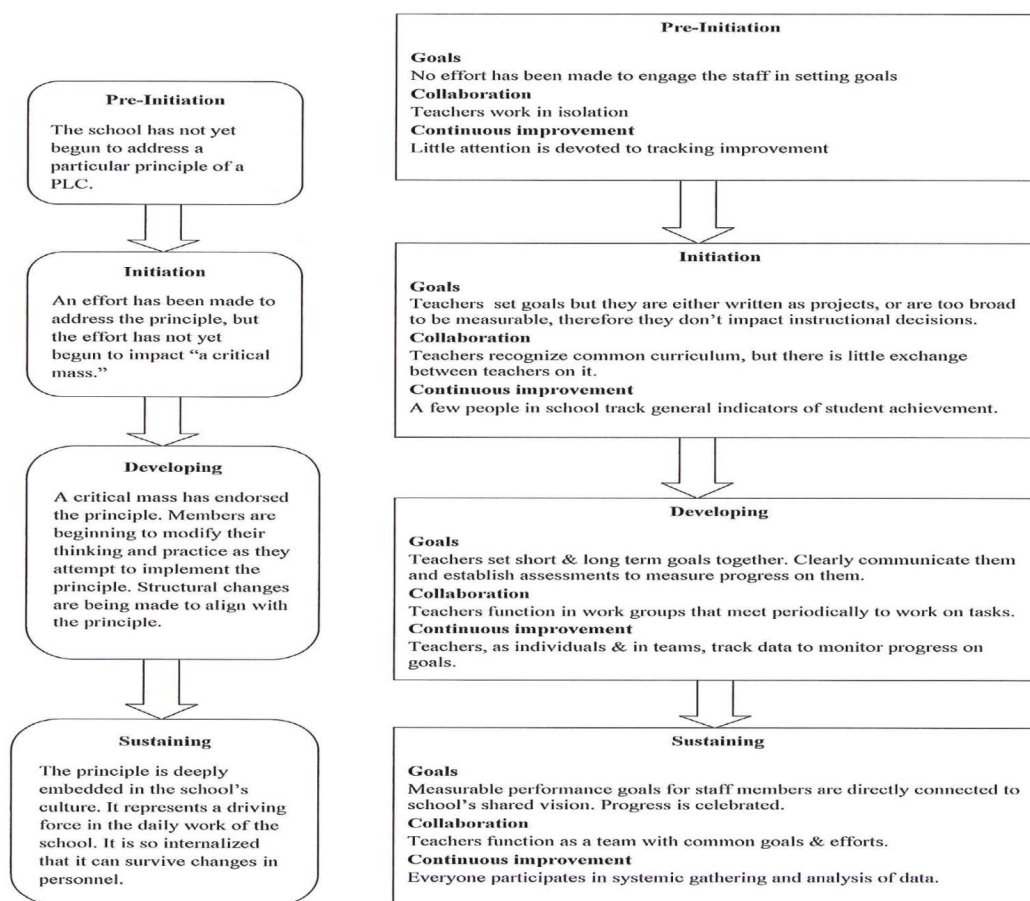 Pre-Initiation
The school has not yet
begun to address a
particular principle of a
PLC.
Initiation
An effort has been made to
address the principle, but
the effort has not yet
begun to impact “a critical
mass.”
Developing
A critical mass has endorsed
the principle. Members are
beginning to modify their
thinking and practice as they
attempt to implement the
principle. Structural changes
are being made to align with
the principle.
Sustaining
The principle is deeply
embedded in the school’s
culture. It represents a driving
force in the daily work of the
school. It is so internalized
that it can survive changes in
personnel.
Pre-Initiation
Goals
No effort has been made to engage the staff in setting goals
Collaboration
Teachers work in isolation
Continuous improvement
Little attention is devoted to tracking improvement
Initiation
Goals
Teachers set goals but they are either written as projects, or are too broad
to be measurable, therefore they don’t impact instructional decisions.
Collaboration
Teachers recognize common curriculum, but there is little exchange
between teachers on it.
Continuous improvement
A few people in school track general indicators of student achievement.
Developing
Goals
Teachers set short & long term goals together. Clearly communicate them
and establish assessments to measure progress on them.
Collaboration
Teachers function in work groups that meet periodically to work on tasks.
Continuous improvement
Teachers, as individuals & in teams, track data to monitor progress on
goals.
Sustaining
Goals
Measurable performance goals for staff members are directly connected to
school’s shared vision. Progress is celebrated.
Collaboration
Teachers function as a team with common goals & efforts.
Continuous improvement
Everyone participates in systemic gathering and analysis of data.